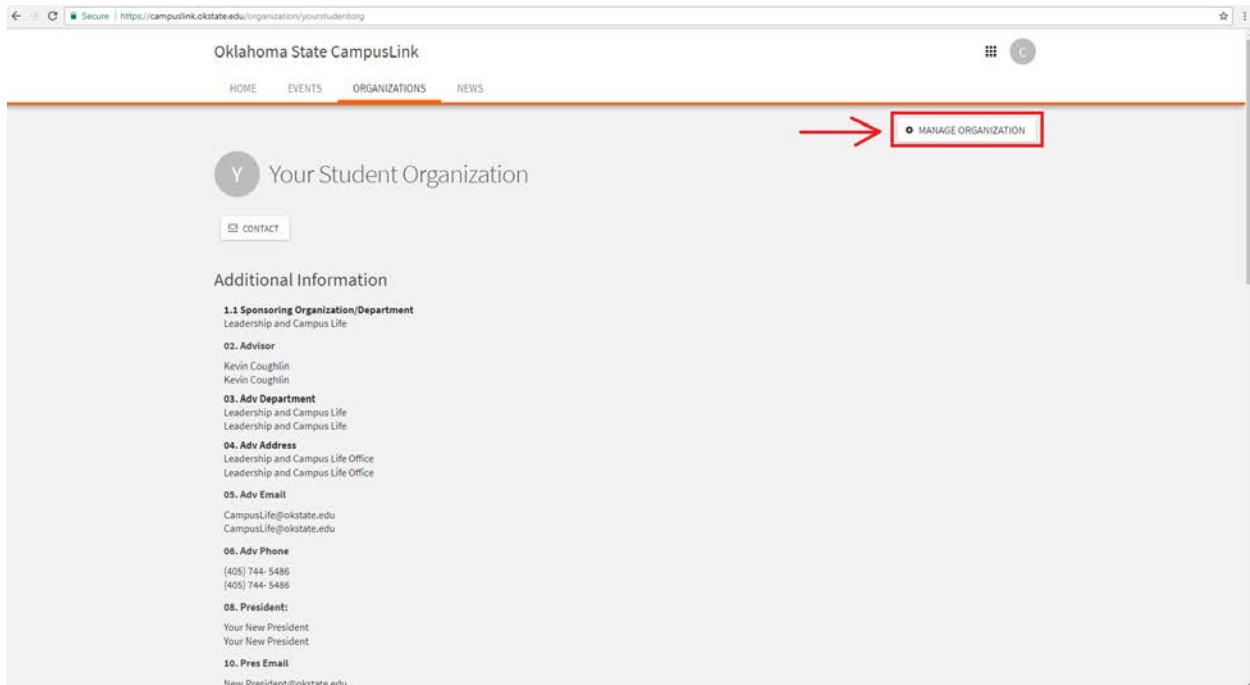 Secure | https://campuslink.okstate.edu/organization/yourstudentorg
Oklahoma State CampusLink
C
HOME EVENTS ORGANIZATIONS NEWS
MANAGE ORGANIZATION
Y Your Student Organization
CONTACT
Additional Information
1.1 Sponsoring Organization/Department
Leadership and Campus Life
02. Advisor
Kevin Coughlin
Kevin Coughlin
03. Adv Department
Leadership and Campus Life
Leadership and Campus Life
04. Adv Address
Leadership and Campus Life Office
Leadership and Campus Life Office
05. Adv Email
CampusLife@okstate.edu
CampusLife@okstate.edu
06. Adv Phone
(405) 744- 5486
(405) 744- 5486
08. President:
Your New President
Your New President
10. Pres Email
New President@okstate.edu